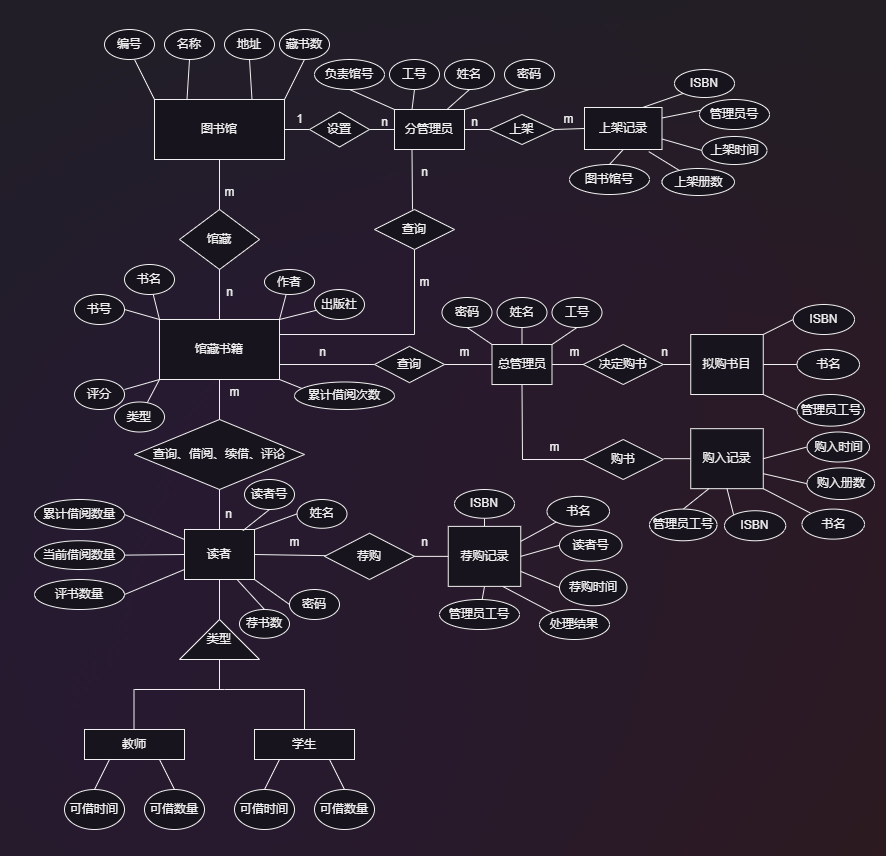 编号
名称
地址
藏书数
负责馆号
工号
姓名
密码
ISBN
管理员号
上架时间
上架册数
图书馆号
图书馆
1
设置
n
分管理员
n
上架
m
上架记录
m
n
馆藏
查询
n
m
书号
书名
作者
出版社
馆藏书籍
评分
类型
累计借阅次数
n
查询
m
密码
姓名
工号
总管理员
m
决定购书
n
拟购书目
ISBN
书名
管理员工号
m
购书
购入记录
购入时间
购入册数
书名
ISBN
管理员工号
m
查询、借阅、续借、评论
n
读者号
姓名
累计借阅数量
当前借阅数量
评书数量
读者
密码
荐书数
m
荐购
n
荐购记录
ISBN
书名
读者号
荐购时间
处理结果
管理员工号
类型
教师
学生
可借时间
可借数量
可借时间
可借数量